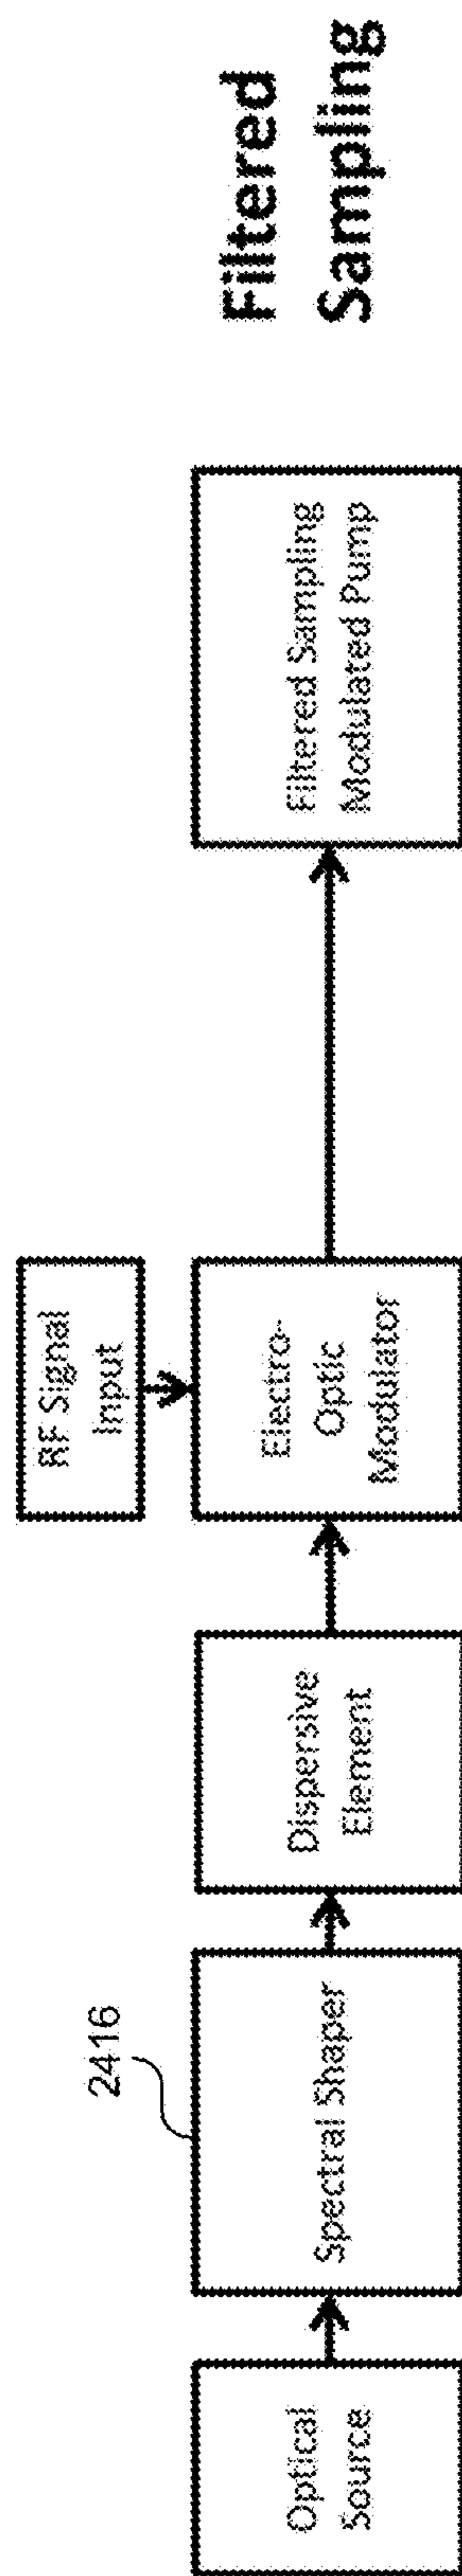 Optical
Source
Spectral Shaper
2416
Dispersive
Element
RF Signal
Input
Electro-
Optic
Modulator
Filtered Sampling
Modulated Pump
Filtered
Sampling